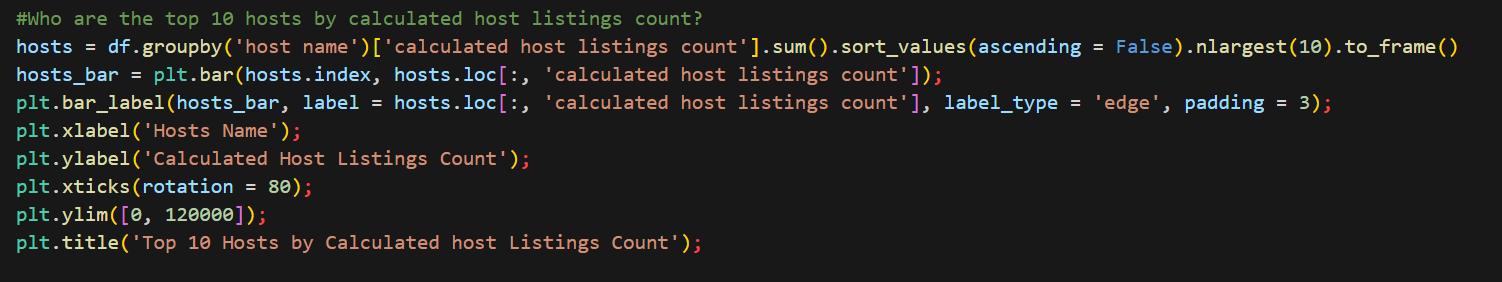 #Who are the top 10 hosts by calculated host listings count?
hosts = df.groupby('host name')['calculated host listings count'].sum().sort_values(ascending = False).nlargest(10).to_frame()
hosts_bar = plt.bar(hosts.index, hosts.loc[:, 'calculated host listings count']);
plt.bar_label(hosts_bar, label = hosts.loc[:, 'calculated host listings count'], label_type = 'edge', padding = 3);
plt.xlabel('Hosts Name');
plt.ylabel('Calculated Host Listings Count');
plt.xticks(rotation = 80);
plt.ylim([0, 120000]);
plt.title('Top 10 Hosts by Calculated host Listings Count');